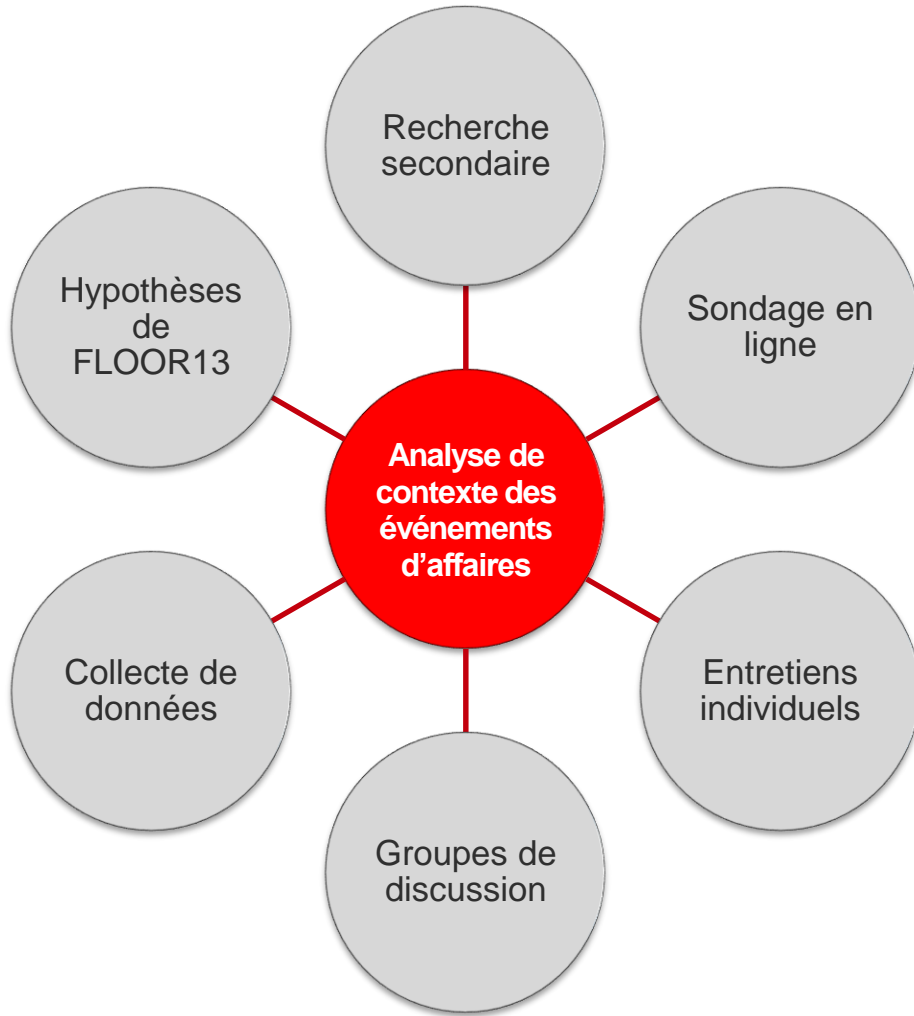 Recherche
secondaire
Hypothèses
de
FLOOR13
Sondage en
ligne
Analyse de
contexte des
événements
d’affaires
Collecte de
données
Entretiens
individuels
Groupes de
discussion